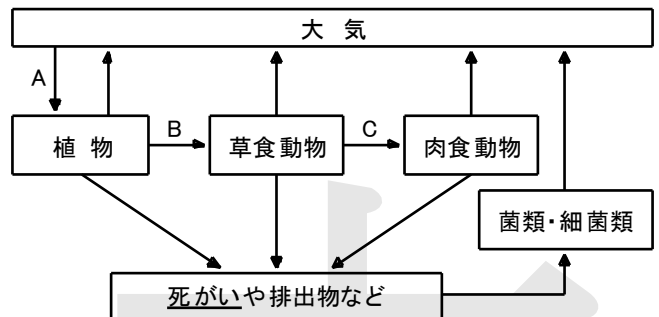 大気
A
植物
B
草食動物
C
肉食動物
菌類・細菌類
死がいや排出物など